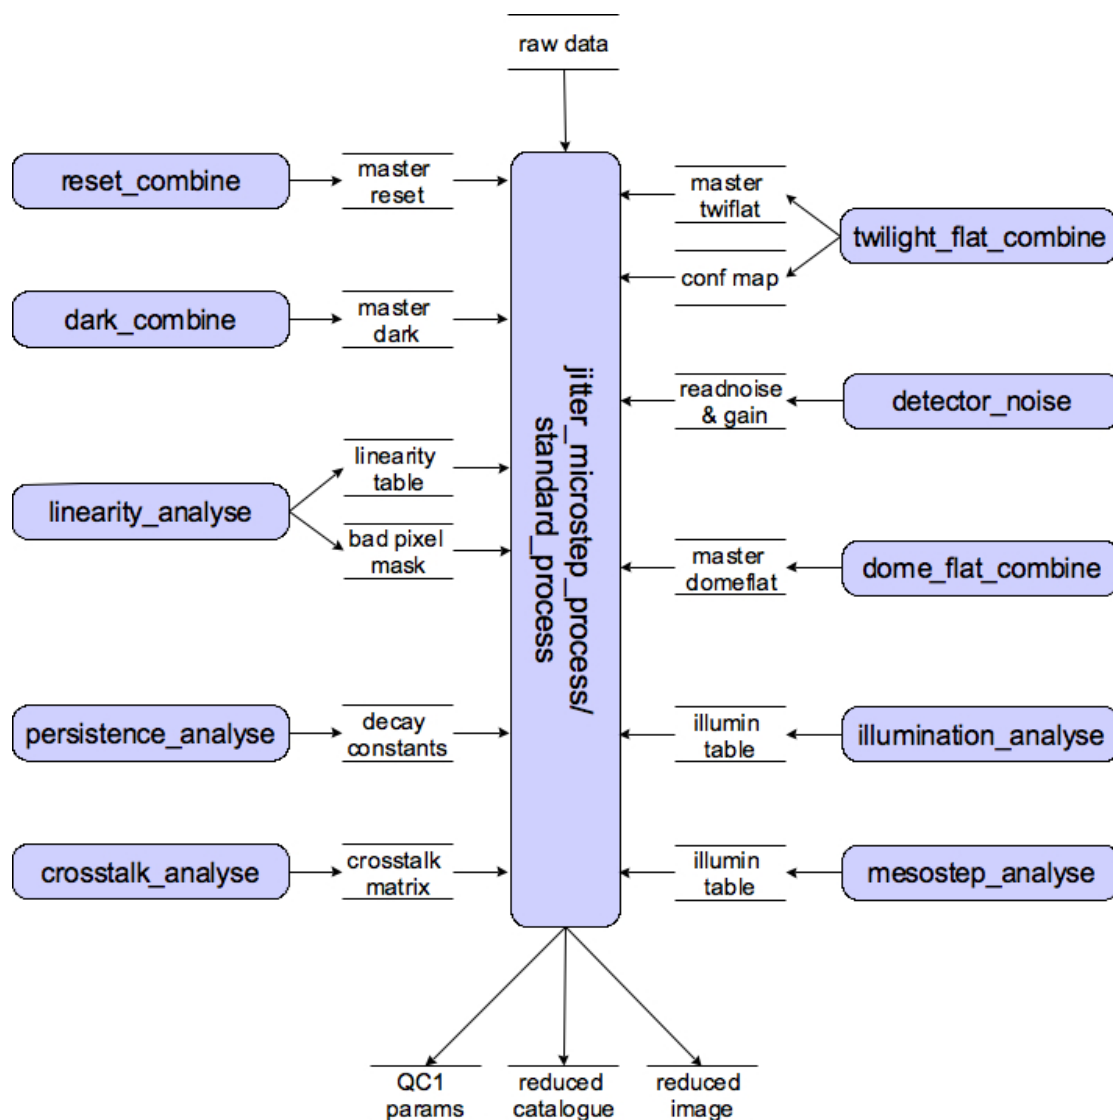 raw data
reset_combine
master
reset
master
twiflat
twilight_flat_combine
conf map
dark_combine
master
dark
jitter_microstep_process/
standard_process
readnoise
& gain
detector_noise
linearity_analyse
linearity
table
bad pixel
mask
master
domeflat
dome_flat_combine
persistence_analyse
decay
constants
illumin
table
illumination_analyse
crosstalk_analyse
crosstalk
matrix
illumin
table
mesostep_analyse
QC1
params
reduced
catalogue
reduced
image